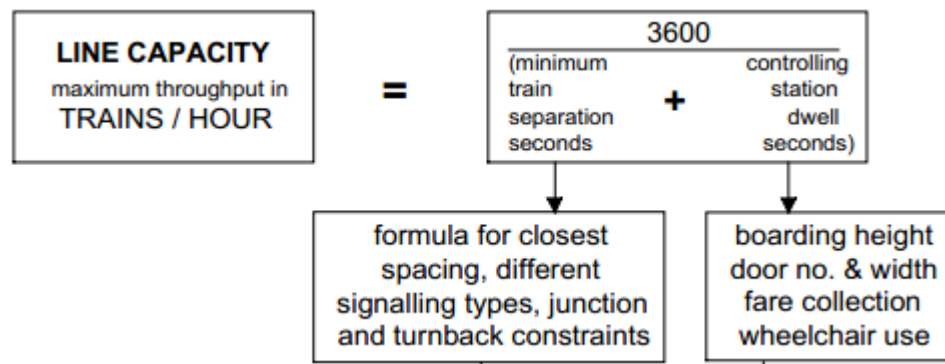 LINE CAPACITY
maximum throughput in
TRAINS / HOUR
=
3600
(minimum
train
separation
seconds
+
controlling
station
dwell
seconds)
formula for closest
spacing, different
signalling types, junction
and turnback constraints
boarding height
door no. & width
fare collection
wheelchair use